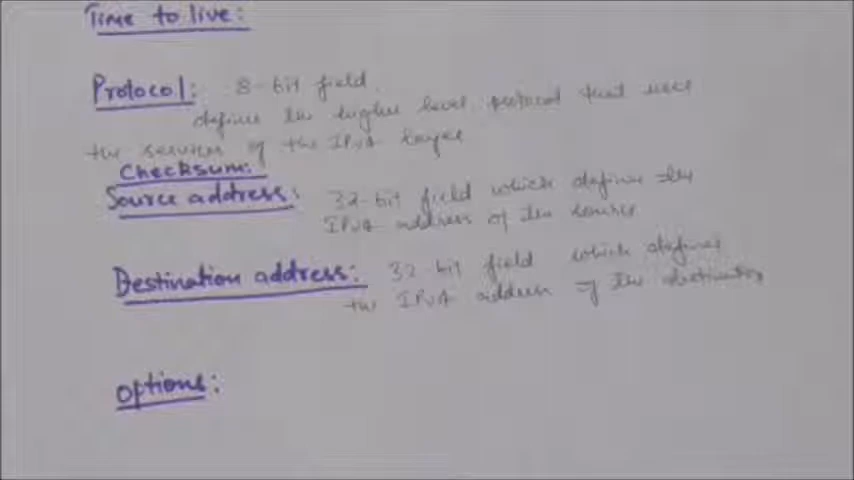 Time to live:
Protocol: 8-bit field
define the higher level protocol that uses
the services of the IPv4 layer
Checksum:
Source address: 32-bit field which define the
IPv4 address of the source
Destination address: 32 bit field which defines
the IPv4 address of the destination
options: